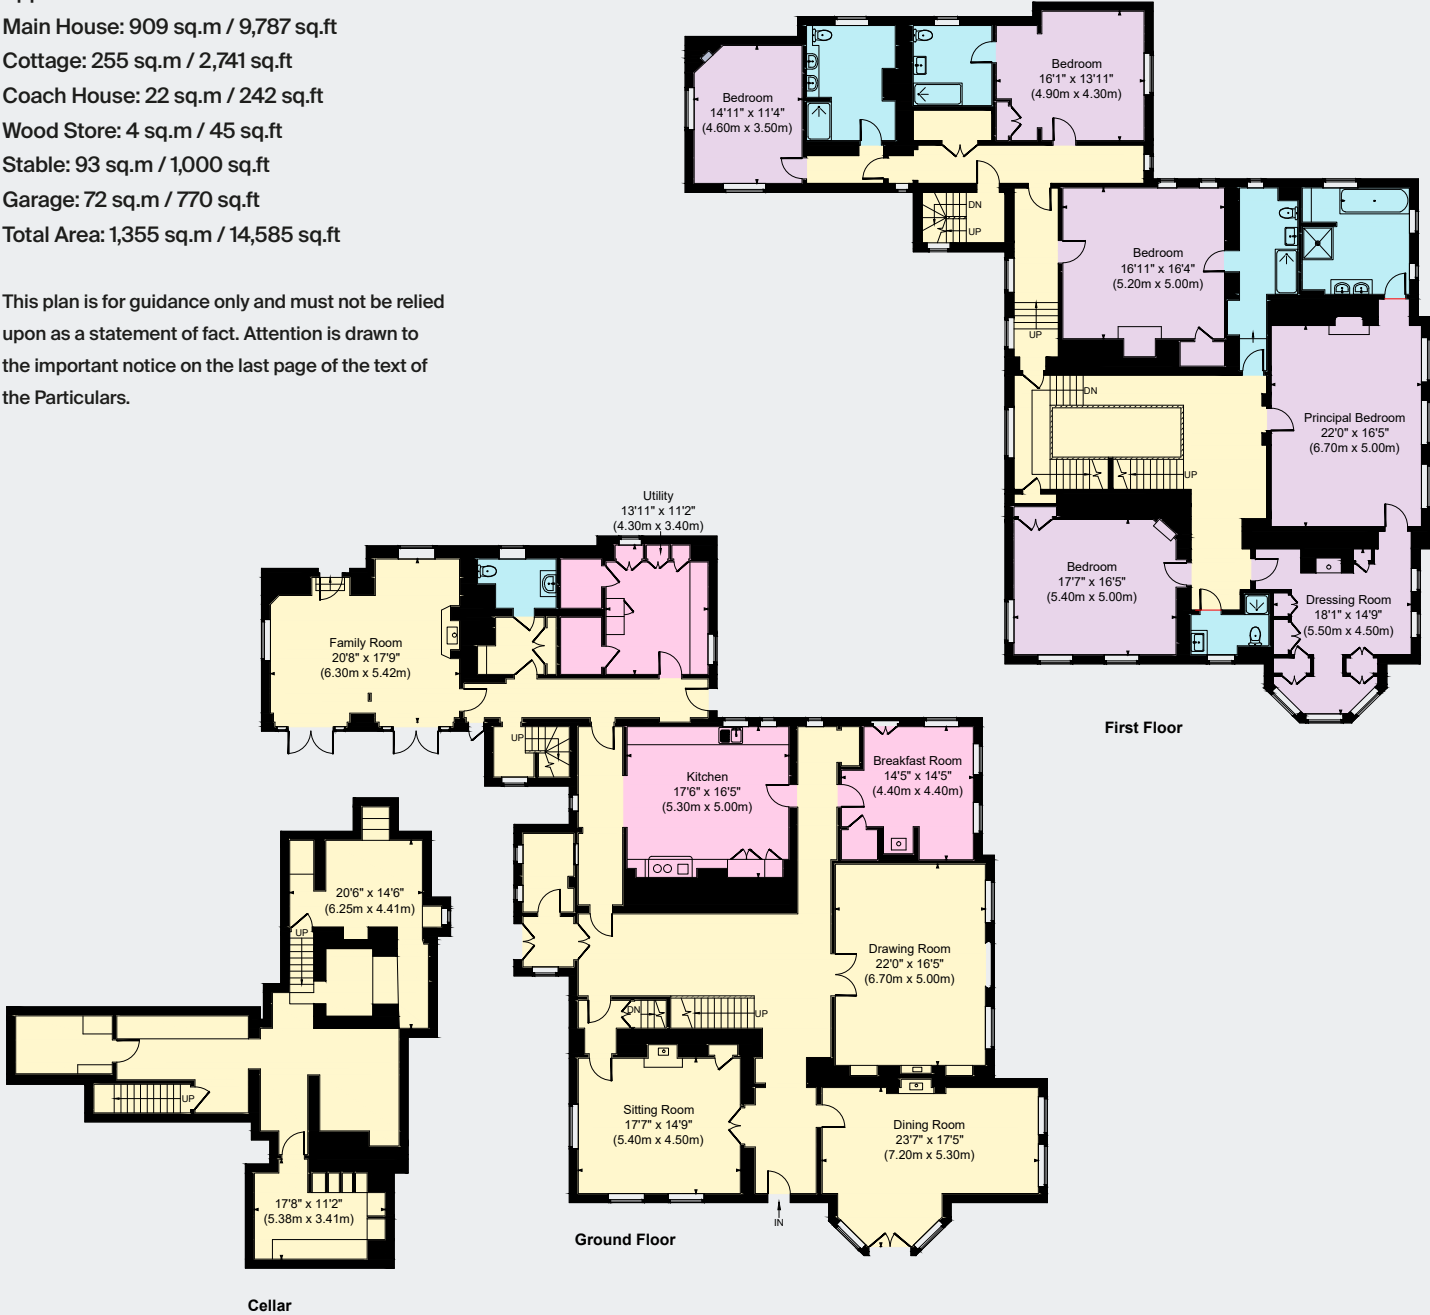 Main House: 909 sq.m / 9,787 sq.ft
Cottage: 255 sq.m / 2,741 sq.ft
Coach House: 22 sq.m / 242 sq.ft
Wood Store: 4 sq.m / 45 sq.ft
Stable: 93 sq.m / 1,000 sq.ft
Garage: 72 sq.m / 770 sq.ft
Total Area: 1,355 sq.m / 14,585 sq.ft
This plan is for guidance only and must not be relied
upon as a statement of fact. Attention is drawn to
the important notice on the last page of the text of
the Particulars.
Bedroom
14'11" x 11'4"
(4.60m x 3.50m)
Bedroom
16'1" x 13'11"
(4.90m x 4.30m)
DN
UP
Bedroom
16'11" x 16'4"
(5.20m x 5.00m)
UP
DN
UP
Principal Bedroom
22'0" x 16'5"
(6.70m x 5.00m)
Bedroom
17'7" x 16'5"
(5.40m x 5.00m)
Dressing Room
18'1" x 14'9"
(5.50m x 4.50m)
First Floor
Utility
13'11" x 11'2"
(4.30m x 3.40m)
Family Room
20'8" x 17'9"
(6.30m x 5.42m)
UP
Kitchen
17'6" x 16'5"
(5.30m x 5.00m)
Breakfast Room
14'5" x 14'5"
(4.40m x 4.40m)
Drawing Room
22'0" x 16'5"
(6.70m x 5.00m)
DN
UP
Sitting Room
17'7" x 14'9"
(5.40m x 4.50m)
Dining Room
23'7" x 17'5"
(7.20m x 5.30m)
IN
Ground Floor
20'6" x 14'6"
(6.25m x 4.41m)
UP
UP
17'8" x 11'2"
(5.38m x 3.41m)
Cellar